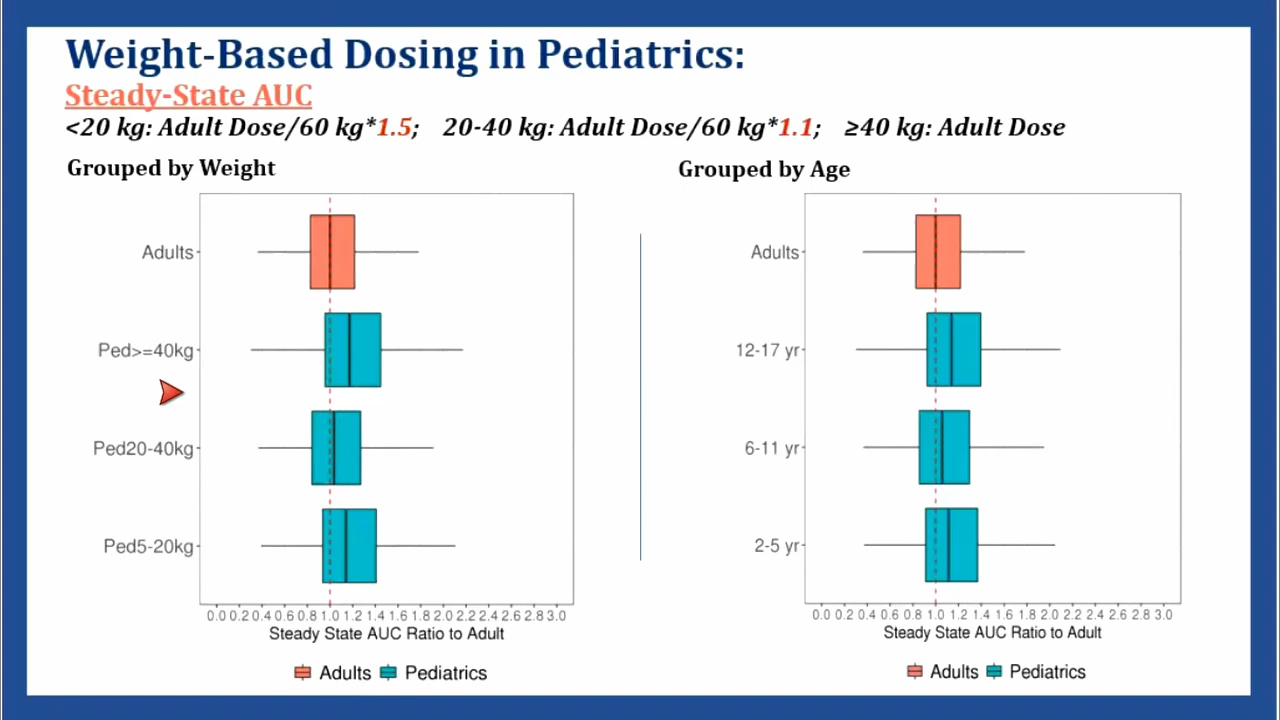 Weight-Based Dosing in Pediatrics:
Steady-State AUC
<20 kg: Adult Dose/60 kg*1.5; 20-40 kg: Adult Dose/60 kg*1.1; ≥40 kg: Adult Dose
Grouped by Weight
Adults
Ped>=40kg
Ped20-40kg
Ped5-20kg
0.0 0.2 0.4 0.6 0.8 1.0 1.2 1.4 1.6 1.8 2.0 2.2 2.4 2.6 2.8 3.0
Steady State AUC Ratio to Adult
Adults Pediatrics
Grouped by Age
Adults
12-17 yr
6-11 yr
2-5 yr
0.0 0.2 0.4 0.6 0.8 1.0 1.2 1.4 1.6 1.8 2.0 2.2 2.4 2.6 2.8 3.0
Steady State AUC Ratio to Adult
Adults Pediatrics